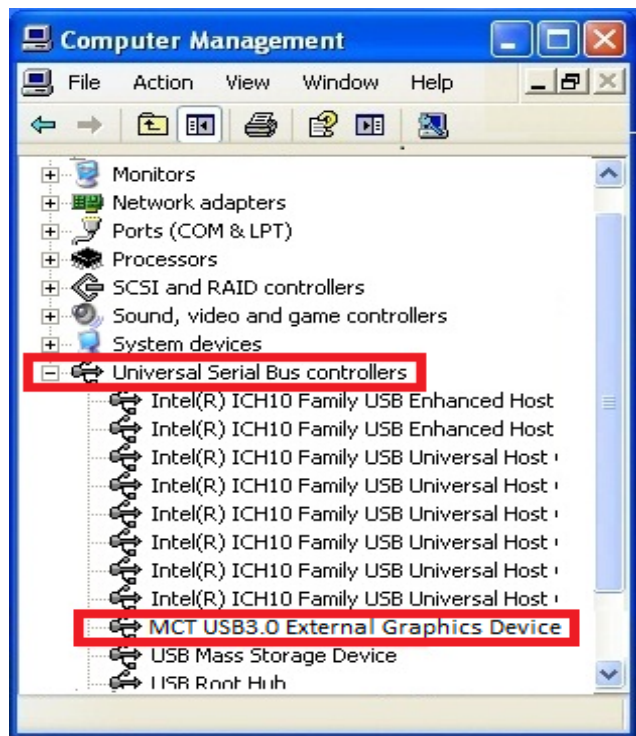 Computer Management
File Action View Window Help
Monitors
Network adapters
Ports (COM & LPT)
Processors
SCSI and RAID controllers
Sound, video and game controllers
System devices
Universal Serial Bus controllers
Intel(R) ICH10 Family USB Enhanced Host
Intel(R) ICH10 Family USB Enhanced Host
Intel(R) ICH10 Family USB Universal Host
Intel(R) ICH10 Family USB Universal Host
Intel(R) ICH10 Family USB Universal Host
Intel(R) ICH10 Family USB Universal Host
Intel(R) ICH10 Family USB Universal Host
Intel(R) ICH10 Family USB Universal Host
MCT USB3.0 External Graphics Device
USB Mass Storage Device
USB Root Hub